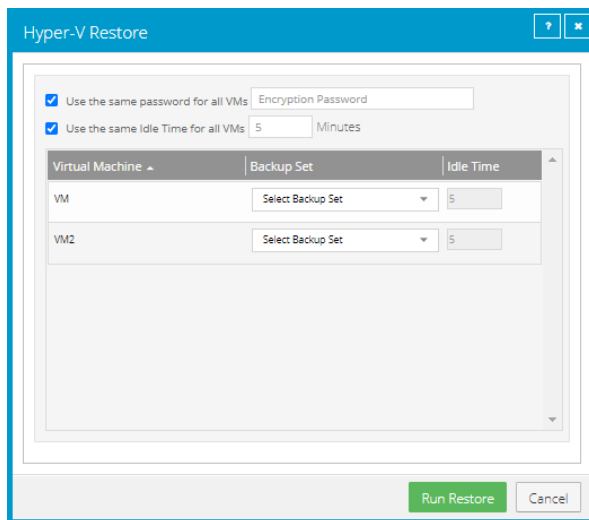 Hyper-V Restore ? ×
Use the same password for all VMs Encryption Password
Use the same Idle Time for all VMs 5 Minutes
Virtual Machine Backup Set Idle Time
VM Select Backup Set 5
VM2 Select Backup Set 5
Run Restore Cancel